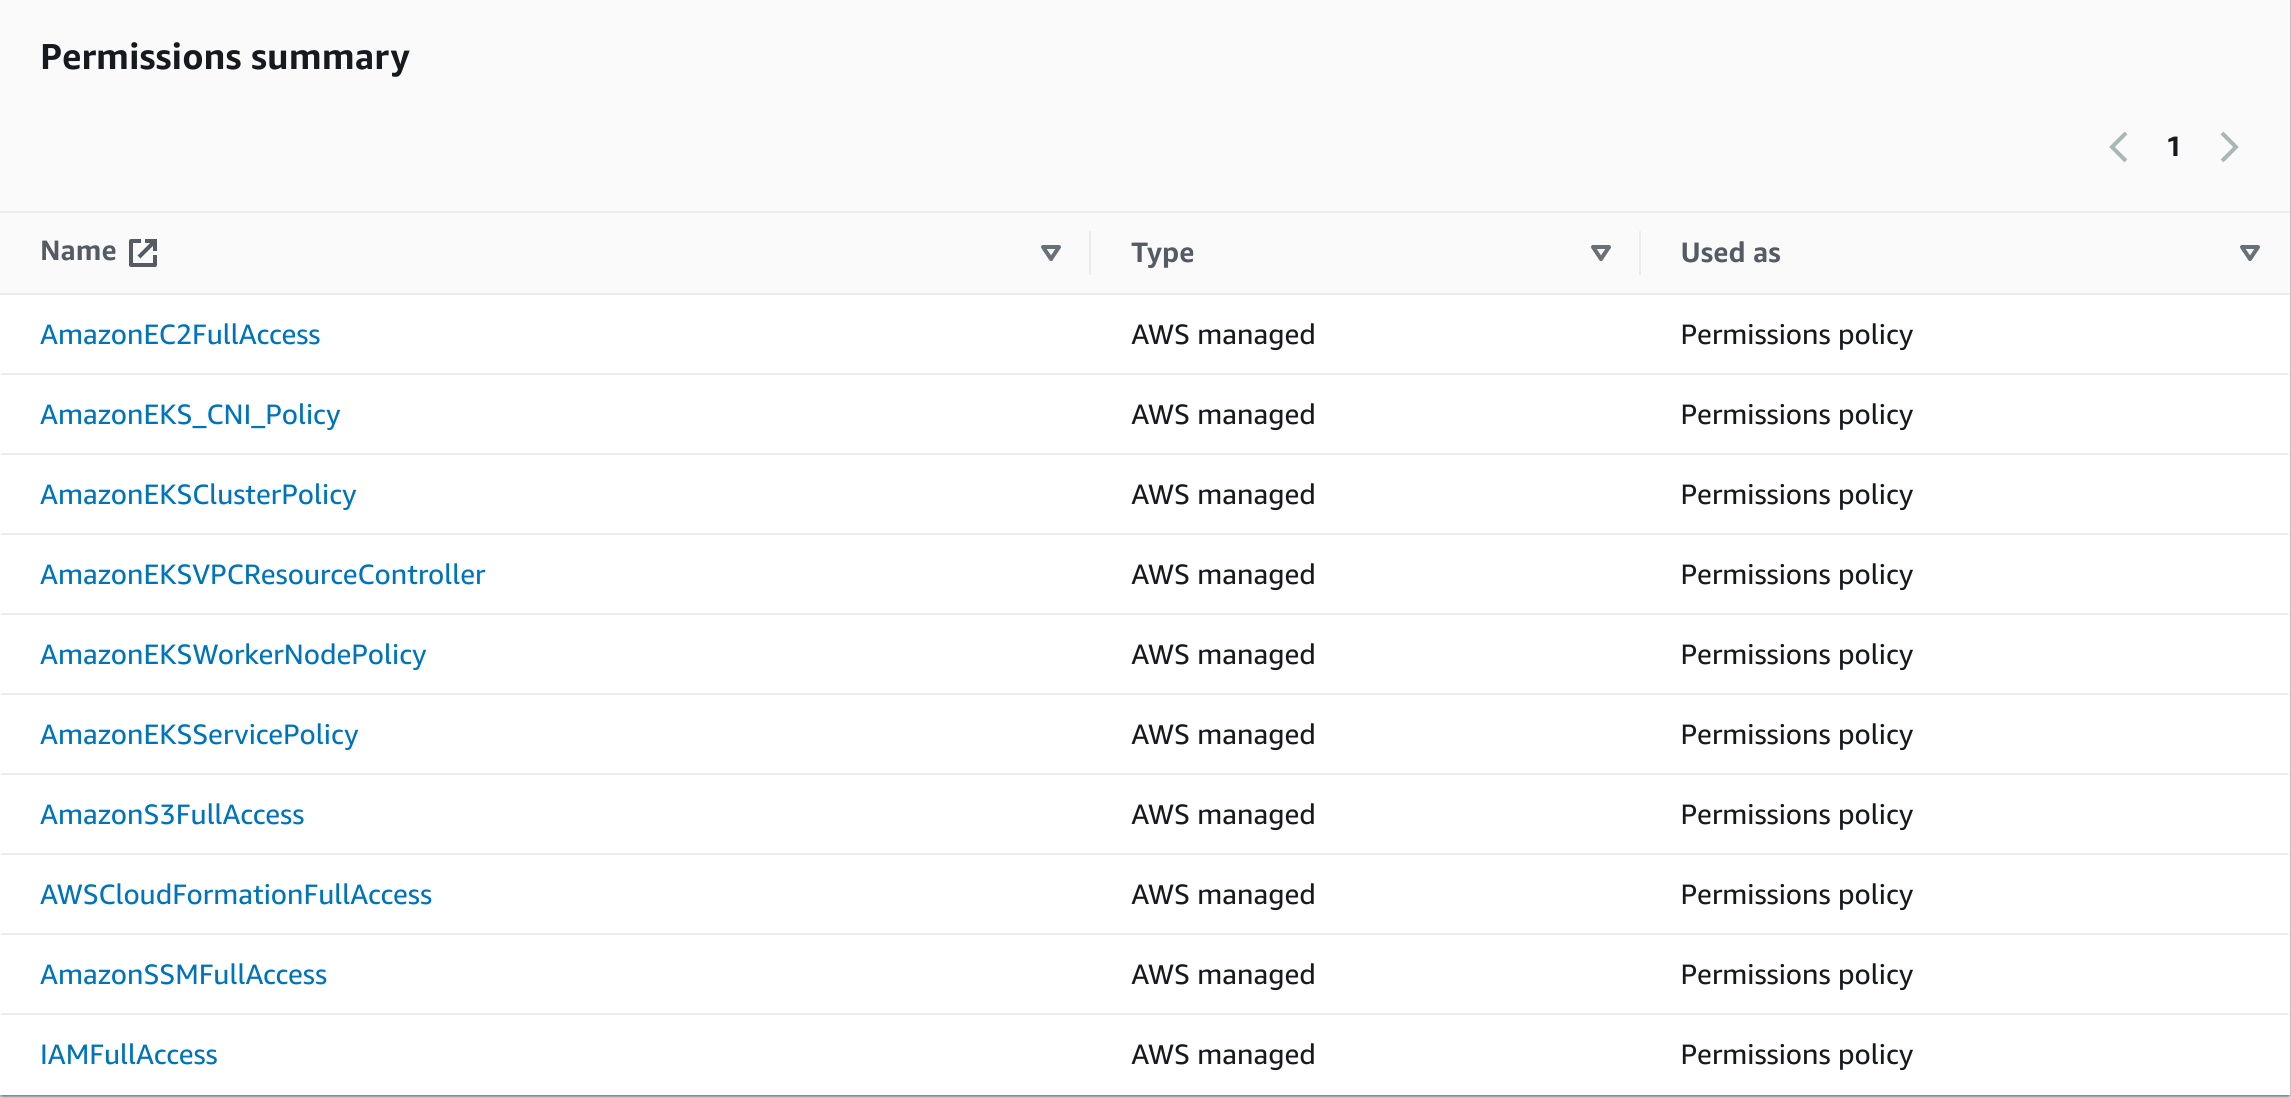 Permissions summary
1
Name Type Used as
AmazonEC2FullAccess AWS managed Permissions policy
AmazonEKS_CNI_Policy AWS managed Permissions policy
AmazonEKSClusterPolicy AWS managed Permissions policy
AmazonEKSVPCResourceController AWS managed Permissions policy
AmazonEKSWorkerNodePolicy AWS managed Permissions policy
AmazonEKSServicePolicy AWS managed Permissions policy
AmazonS3FullAccess AWS managed Permissions policy
AWSCloudFormationFullAccess AWS managed Permissions policy
AmazonSSMFullAccess AWS managed Permissions policy
IAMFullAccess AWS managed Permissions policy